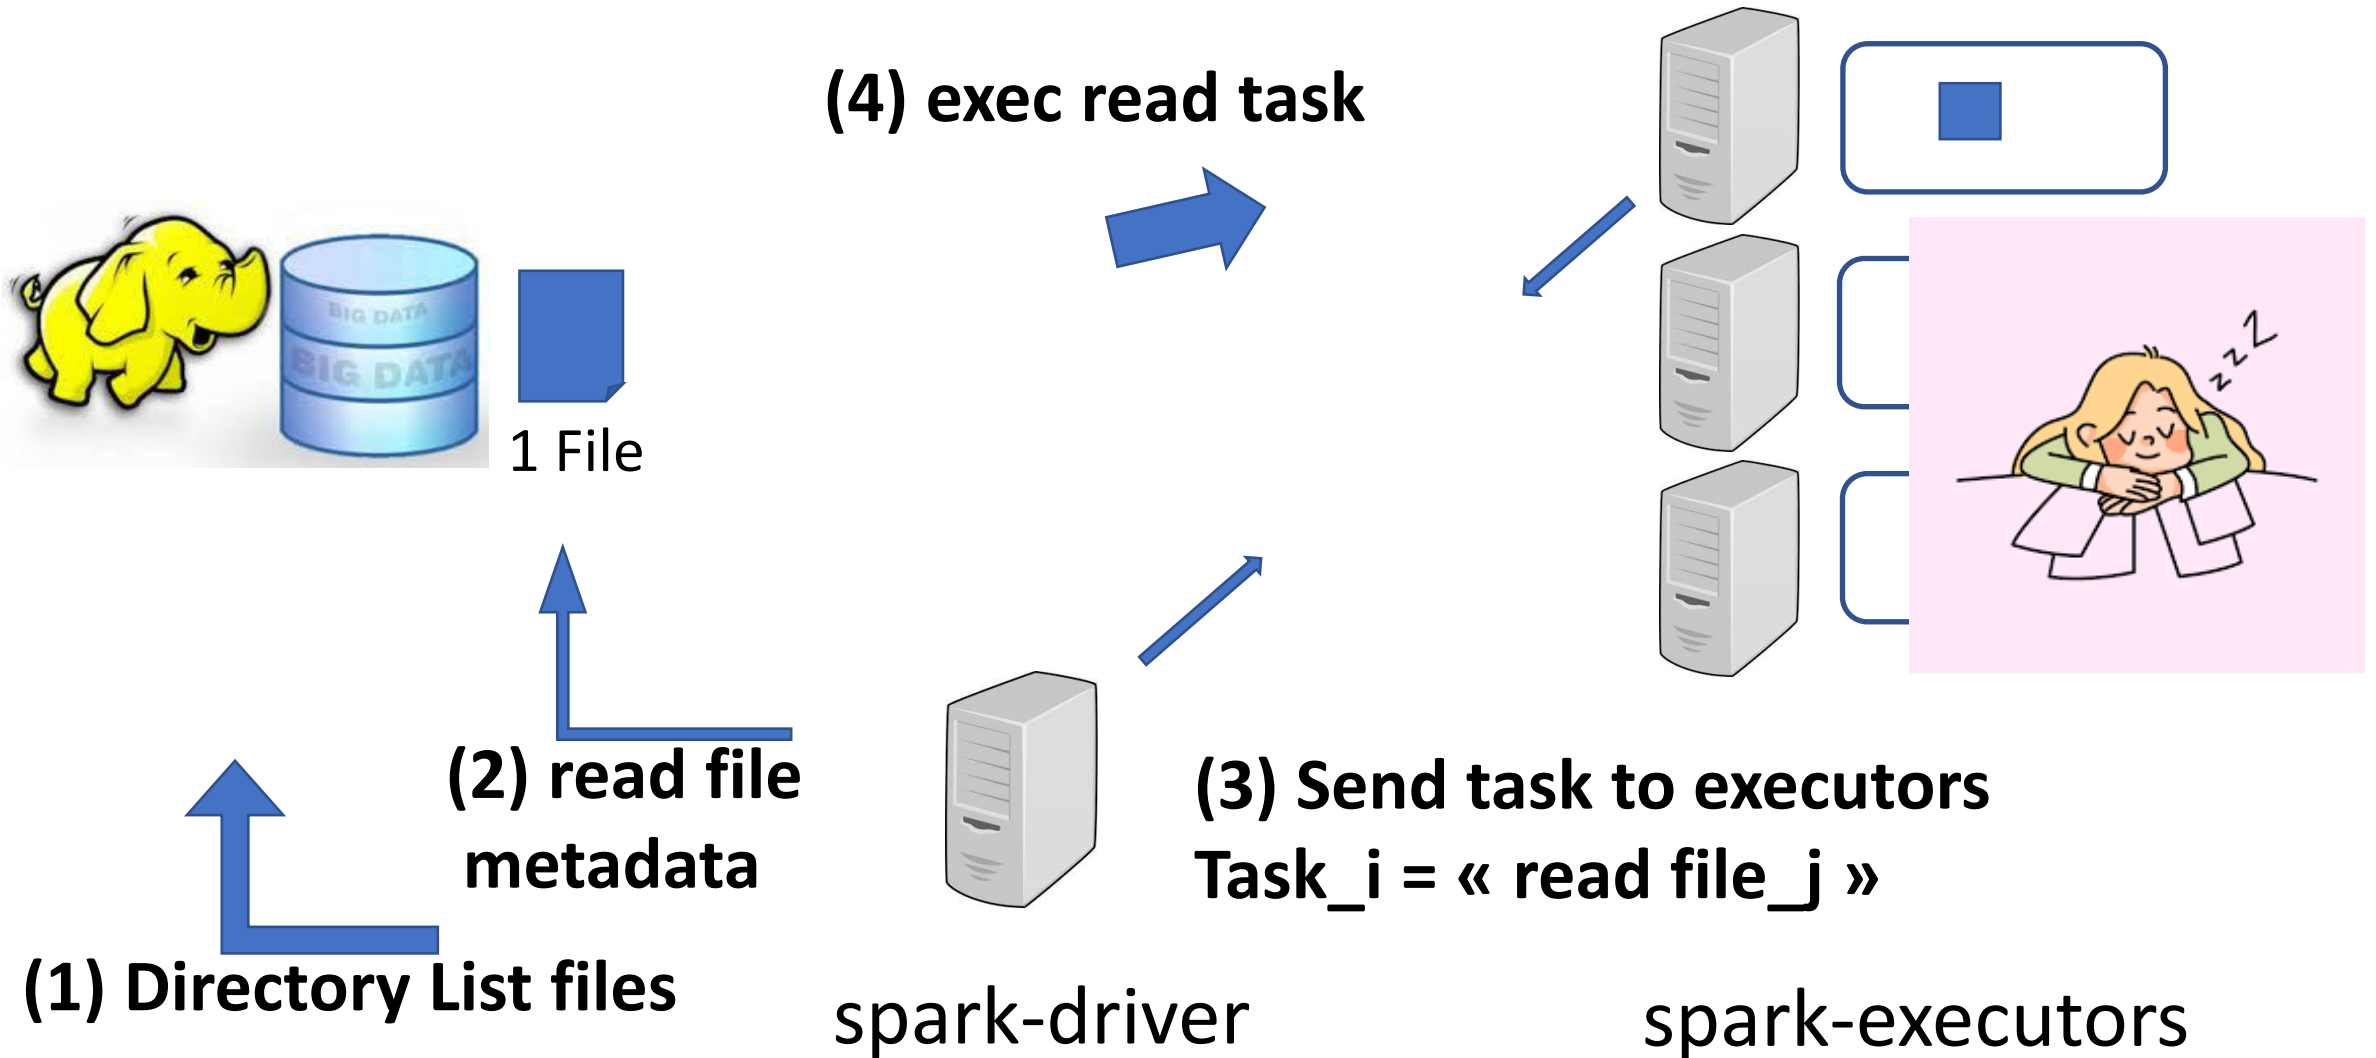 (4) exec read task
BIG DATA
BIG DATA
1 File
z z Z
(2) read file
metadata
(3) Send task to executors
Task_i = « read file_j »
(1) Directory List files
spark-driver
spark-executors